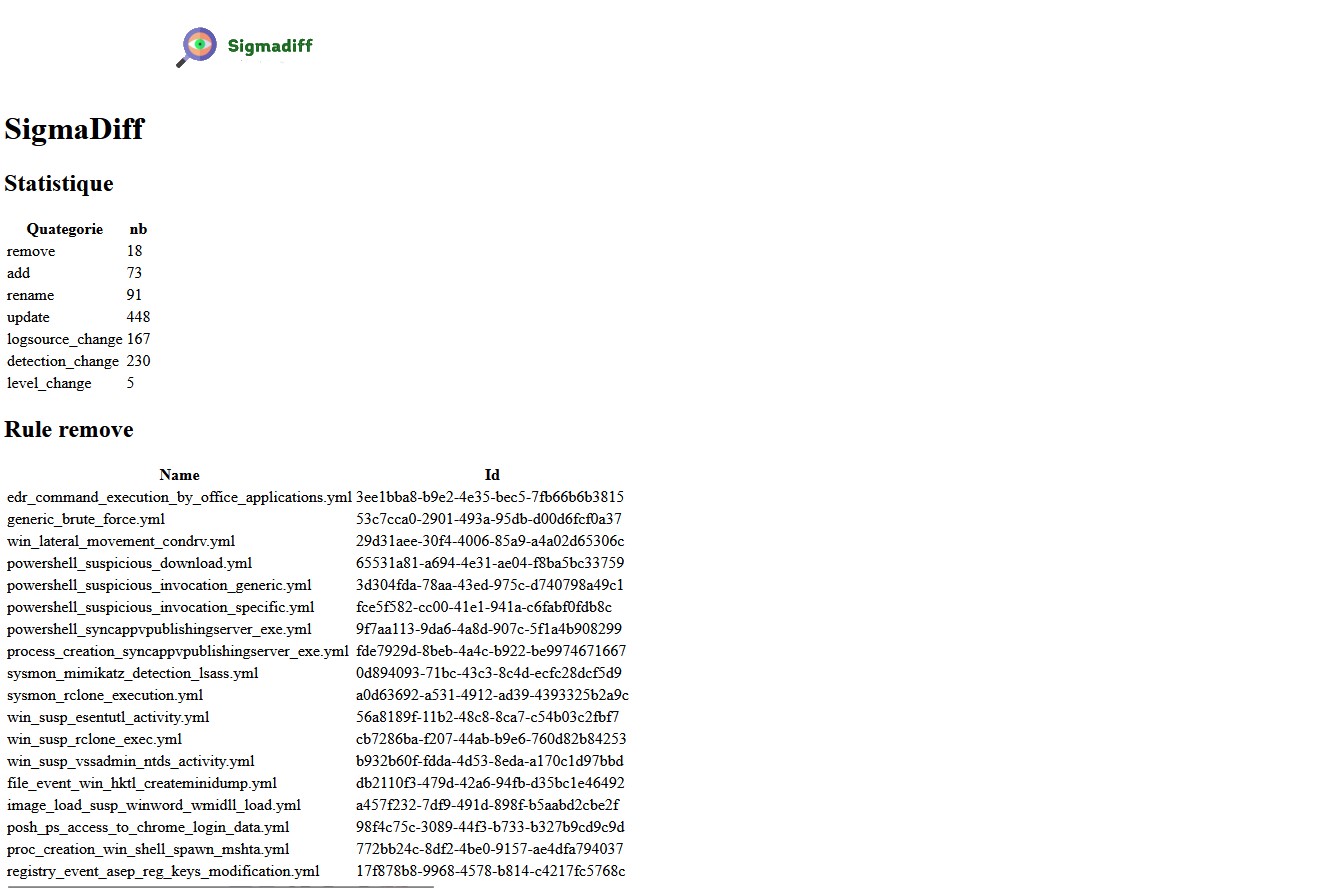 Sigmadiff
SigmaDiff
Statistique
Quategorie nb
remove 18
add 73
rename 91
update 448
logsource_change 167
detection_change 230
level_change 5
Rule remove
Name Id
edr_command_execution_by_office_applications.yml 3ee1bba8-b9e2-4e35-bec5-7fb66b6b3815
generic_brute_force.yml 53c7cca0-2901-493a-95db-d00d6fcf0a37
win_lateral_movement_condrv.yml 29d31aee-30f4-4006-85a9-a4a02d65306c
powershell_suspicious_download.yml 65531a81-a694-4e31-ae04-f8ba5bc33759
powershell_suspicious_invocation_generic.yml 3d304fda-78aa-43ed-975c-d740798a49c1
powershell_suspicious_invocation_specific.yml fce5f582-cc00-41e1-941a-c6fabf0fdb8c
powershell_syncappvpublishingserver_exe.yml 9f7aa113-9da6-4a8d-907c-5f1a4b908299
process_creation_syncappvpublishingserver_exe.yml fde7929d-8beb-4a4c-b922-be9974671667
sysmon_mimikatz_detection_lsass.yml 0d894093-71bc-43c3-8c4d-ecfc28dcf5d9
sysmon_rclone_execution.yml a0d63692-a531-4912-ad39-4393325b2a9c
win_susp_esentutl_activity.yml 56a8189f-11b2-48c8-8ca7-c54b03c2fbf7
win_susp_rclone_exec.yml cb7286ba-f207-44ab-b9e6-760d82b84253
win_susp_vssadmin_ntds_activity.yml b932b60f-fdda-4d53-8eda-a170c1d97bbd
file_event_win_hktl_createminidump.yml db2110f3-479d-42a6-94fb-d35bc1e46492
image_load_susp_winword_wmidll_load.yml a457f232-7df9-491d-898f-b5aabd2cbe2f
posh_ps_access_to_chrome_login_data.yml 98f4c75c-3089-44f3-b733-b327b9cd9c9d
proc_creation_win_shell_spawn_mshta.yml 772bb24c-8df2-4be0-9157-ae4dfa794037
registry_event_asep_reg_keys_modification.yml 17f878b8-9968-4578-b814-c4217fc5768c